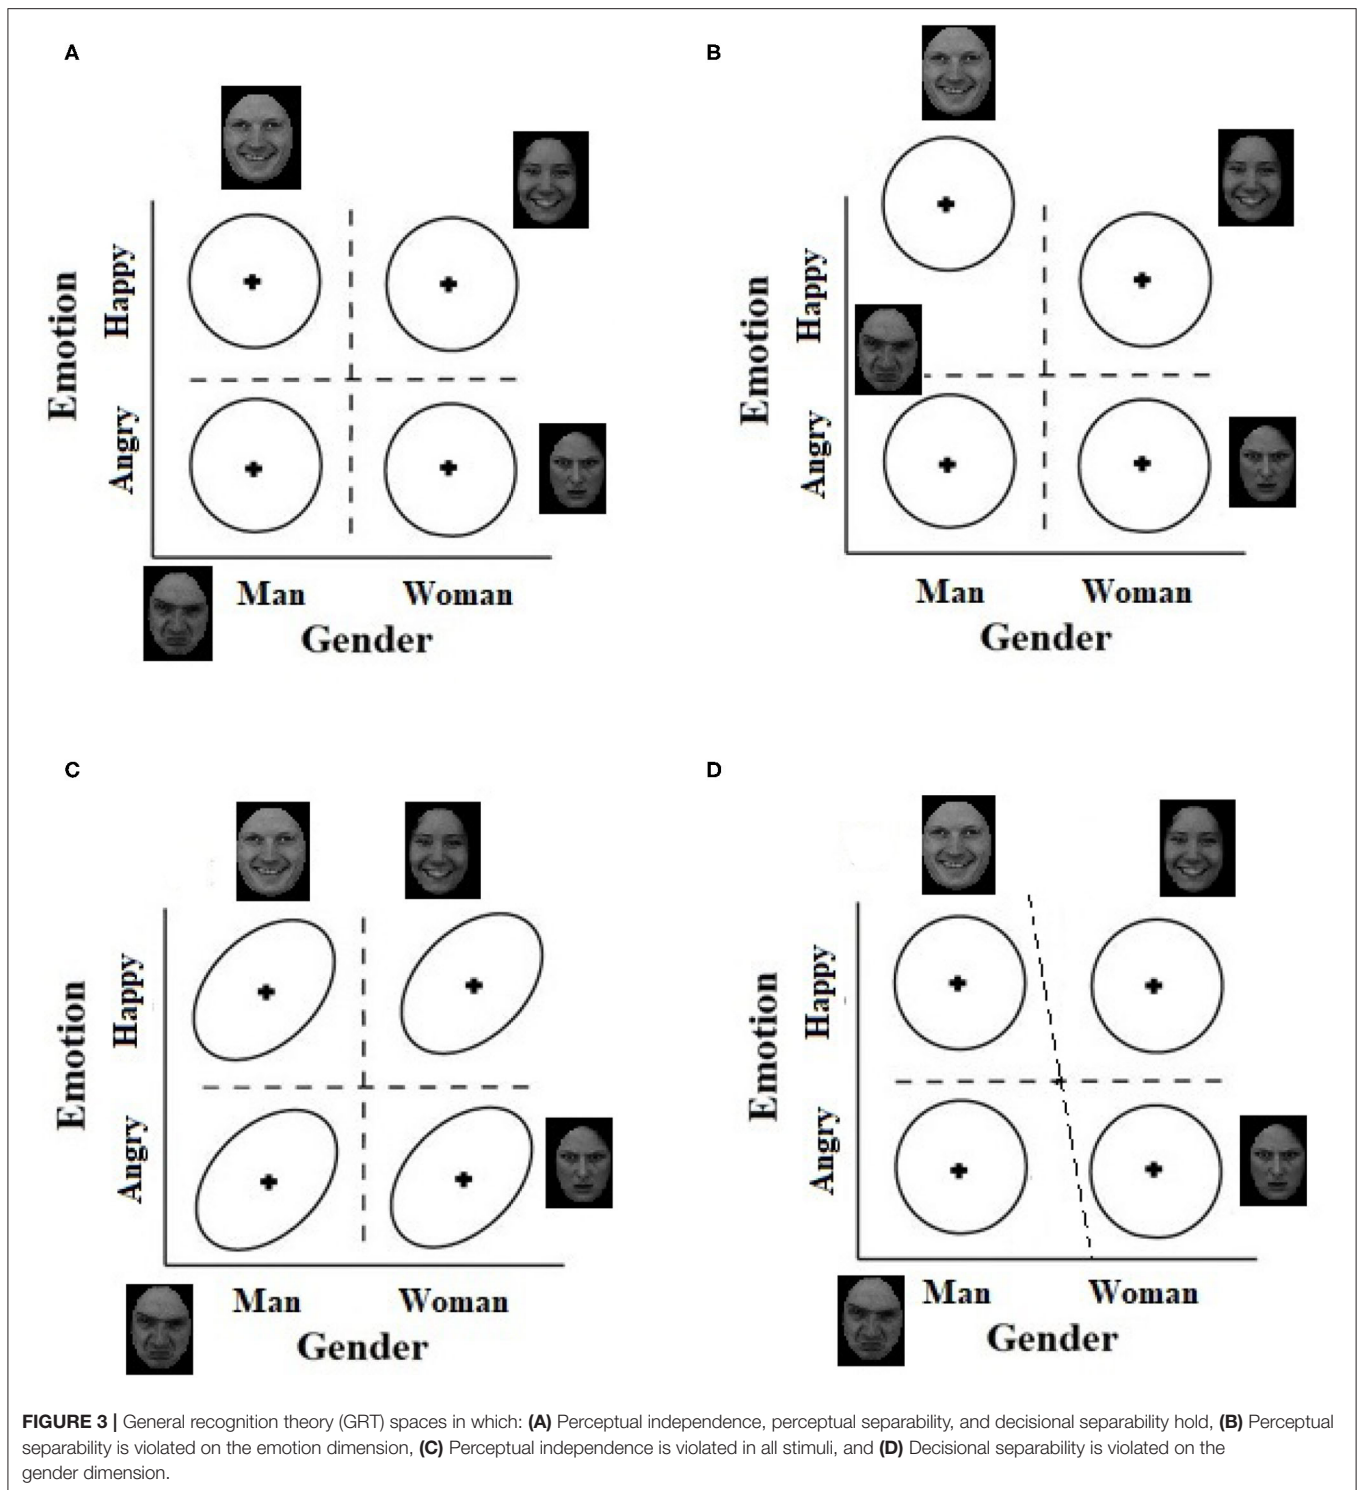 A
Emotion
Happy
Angry
Man
Woman
Gender
B
Emotion
Happy
Angry
Man
Woman
Gender
C
Emotion
Happy
Angry
Man
Woman
Gender
D
Emotion
Happy
Angry
Man
Woman
Gender
FIGURE 3 | General recognition theory (GRT) spaces in which: (A) Perceptual independence, perceptual separability, and decisional separability hold, (B) Perceptual
separability is violated on the emotion dimension, (C) Perceptual independence is violated in all stimuli, and (D) Decisional separability is violated on the
gender dimension.